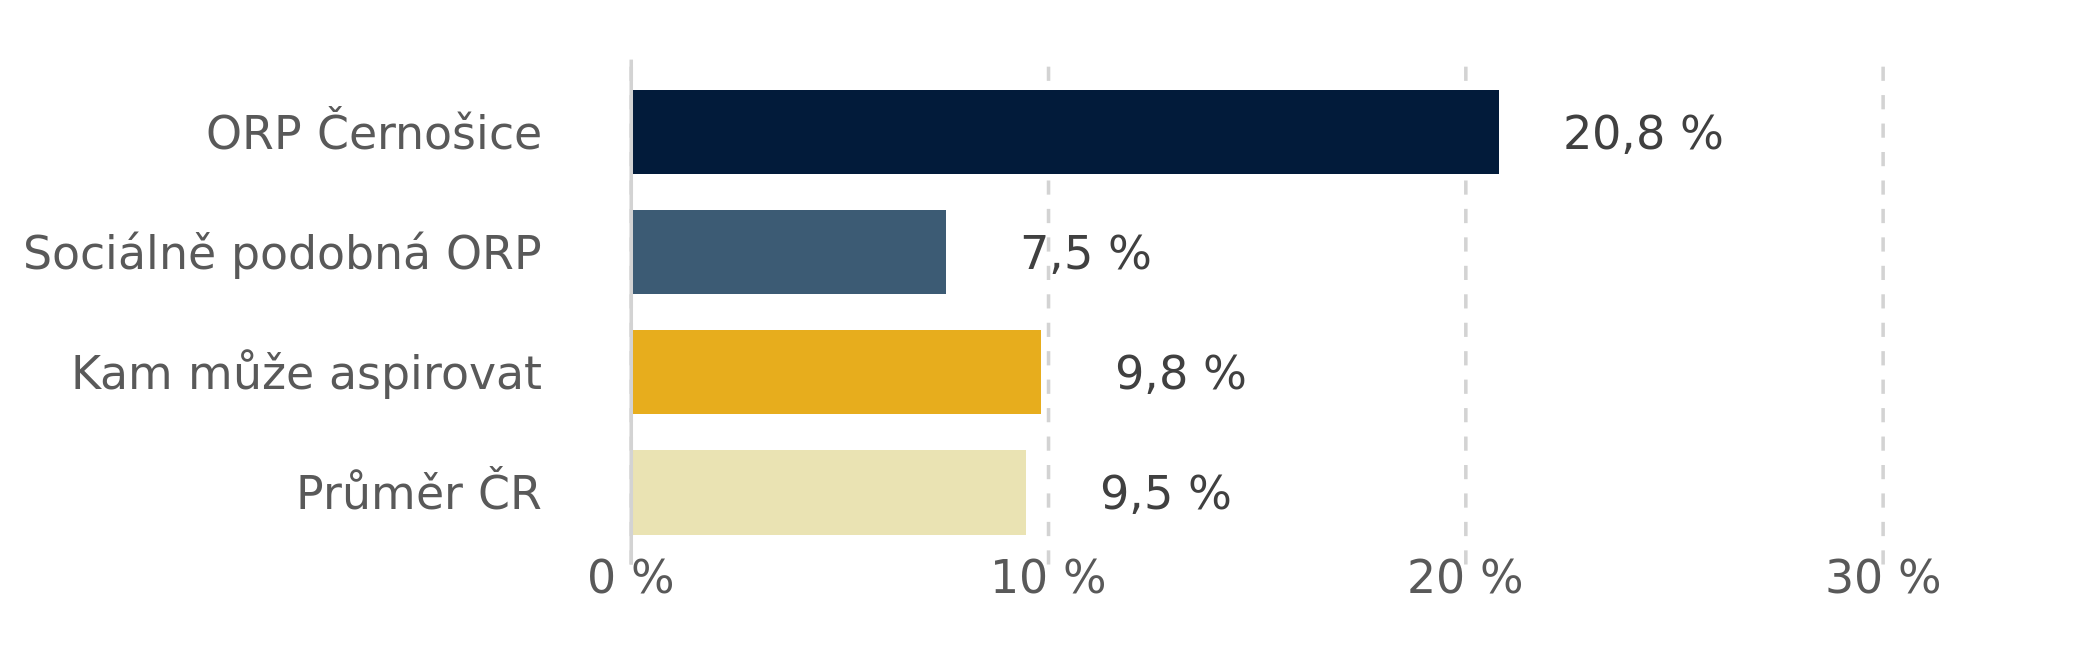 ORP Černošice 20,8 %
Sociálně podobná ORP 7,5 %
Kam může aspirovat 9,8 %
Průměr ČR 9,5 %
0 % 10 % 20 % 30 %